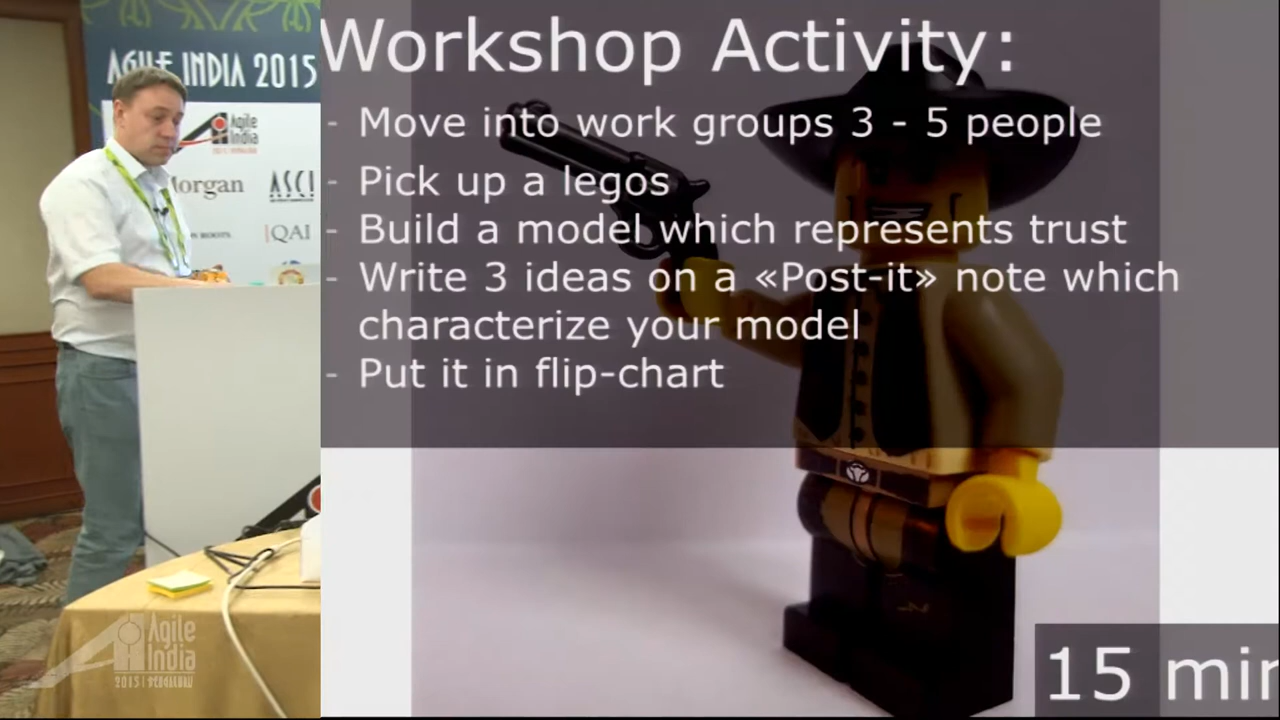 AGILE INDIA 2015
Agile
India
Morgan
ASCI
QAI
Workshop Activity:
- Move into work groups 3 - 5 people
- Pick up a legos
- Build a model which represents trust
- Write 3 ideas on a «Post-it» note which
characterize your model
- Put it in flip-chart
15 min
Agile
India
2015 | BENGALURU